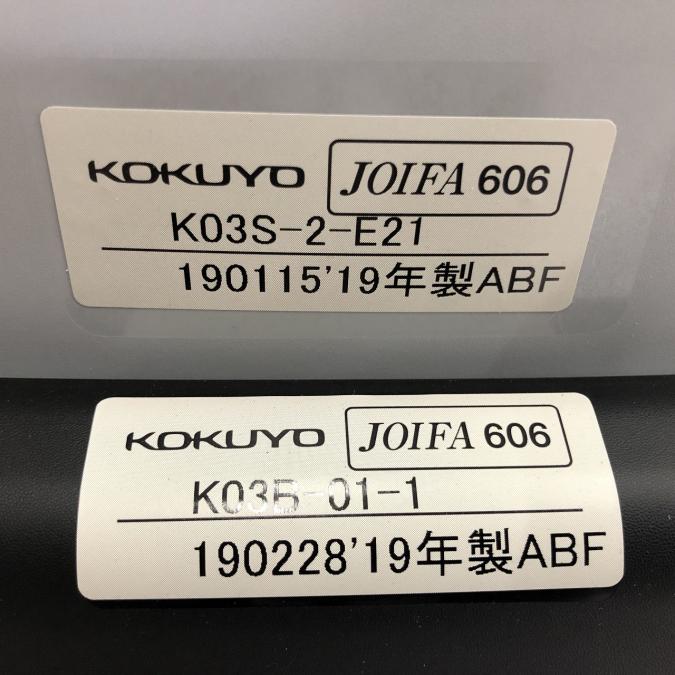 KOKUYO JOIFA 606
K03S-2-E21
190115'19年製ABF
KOKUYO JOIFA 606
K03B-01-1
190228'19年製ABF